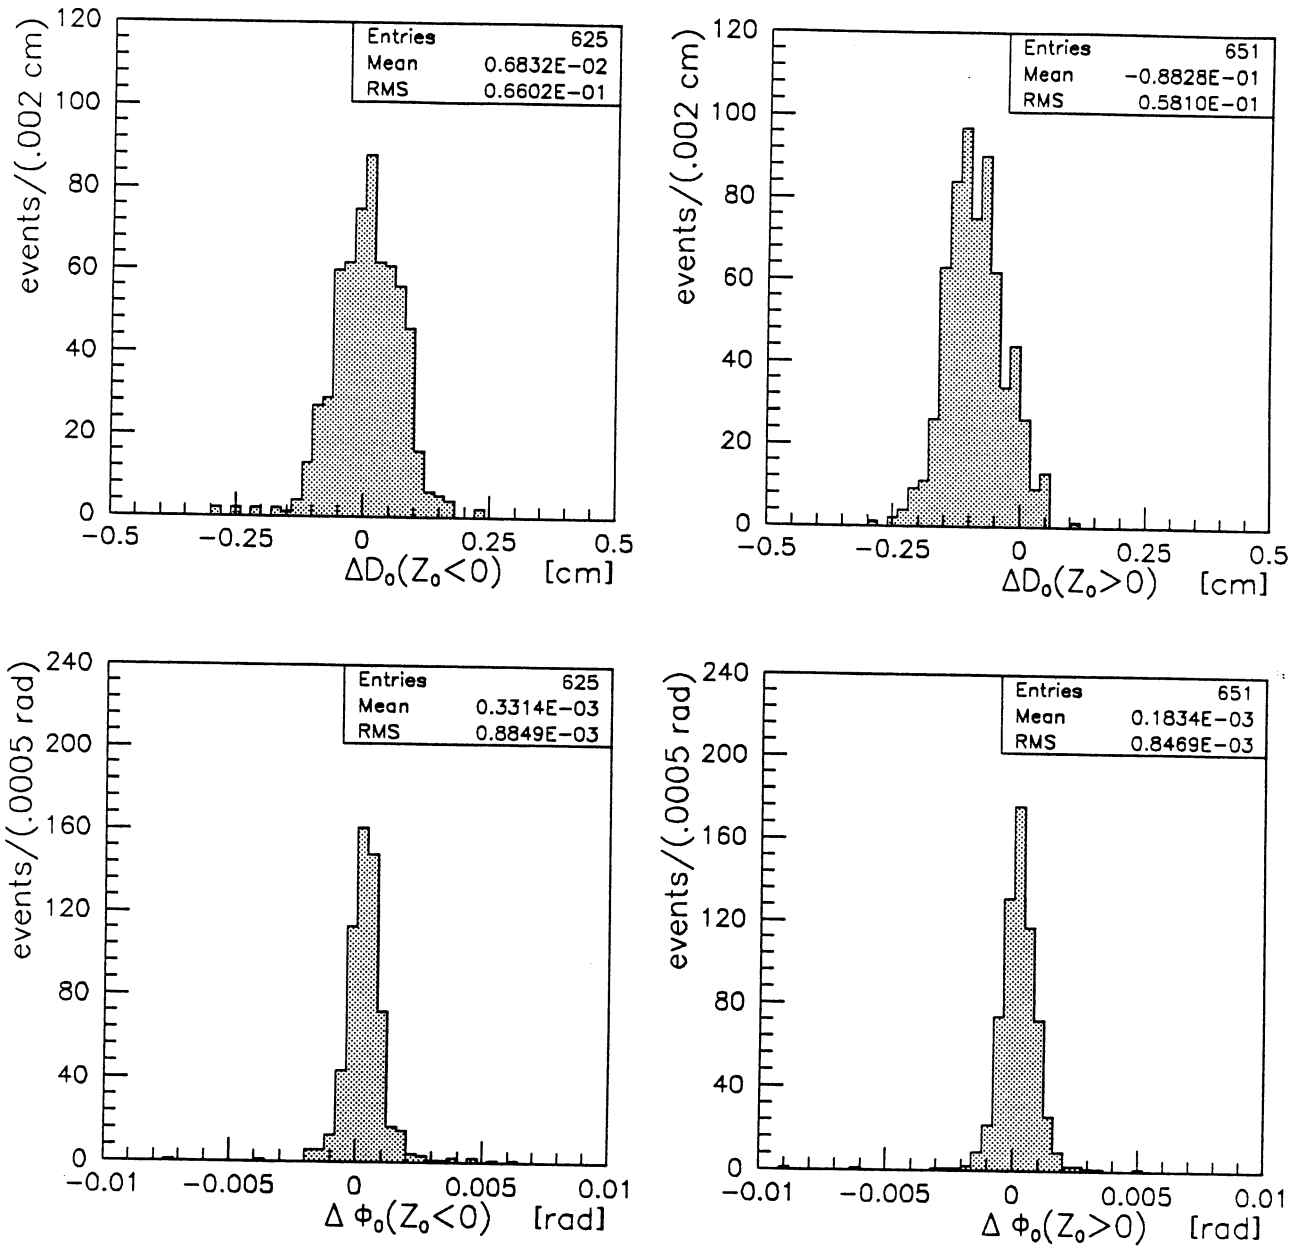 events/(.002 cm)
120
100
80
60
40
20
0
Entries 625
Mean 0.6832E-02
RMS 0.6602E-01
-0.5 -0.25 0 0.25 0.5
ΔD₀(Z₀<0) [cm]
events/(.002 cm)
120
100
80
60
40
20
0
Entries 651
Mean -0.8828E-01
RMS 0.5810E-01
-0.5 -0.25 0 0.25 0.5
ΔD₀(Z₀>0) [cm]
events/(.0005 rad)
240
200
160
120
80
40
0
Entries 625
Mean 0.3314E-03
RMS 0.8849E-03
-0.01 -0.005 0 0.005 0.01
Δ Φ₀(Z₀<0) [rad]
events/(.0005 rad)
240
200
160
120
80
40
0
Entries 651
Mean 0.1834E-03
RMS 0.8469E-03
-0.01 -0.005 0 0.005 0.01
Δ Φ₀(Z₀>0) [rad]